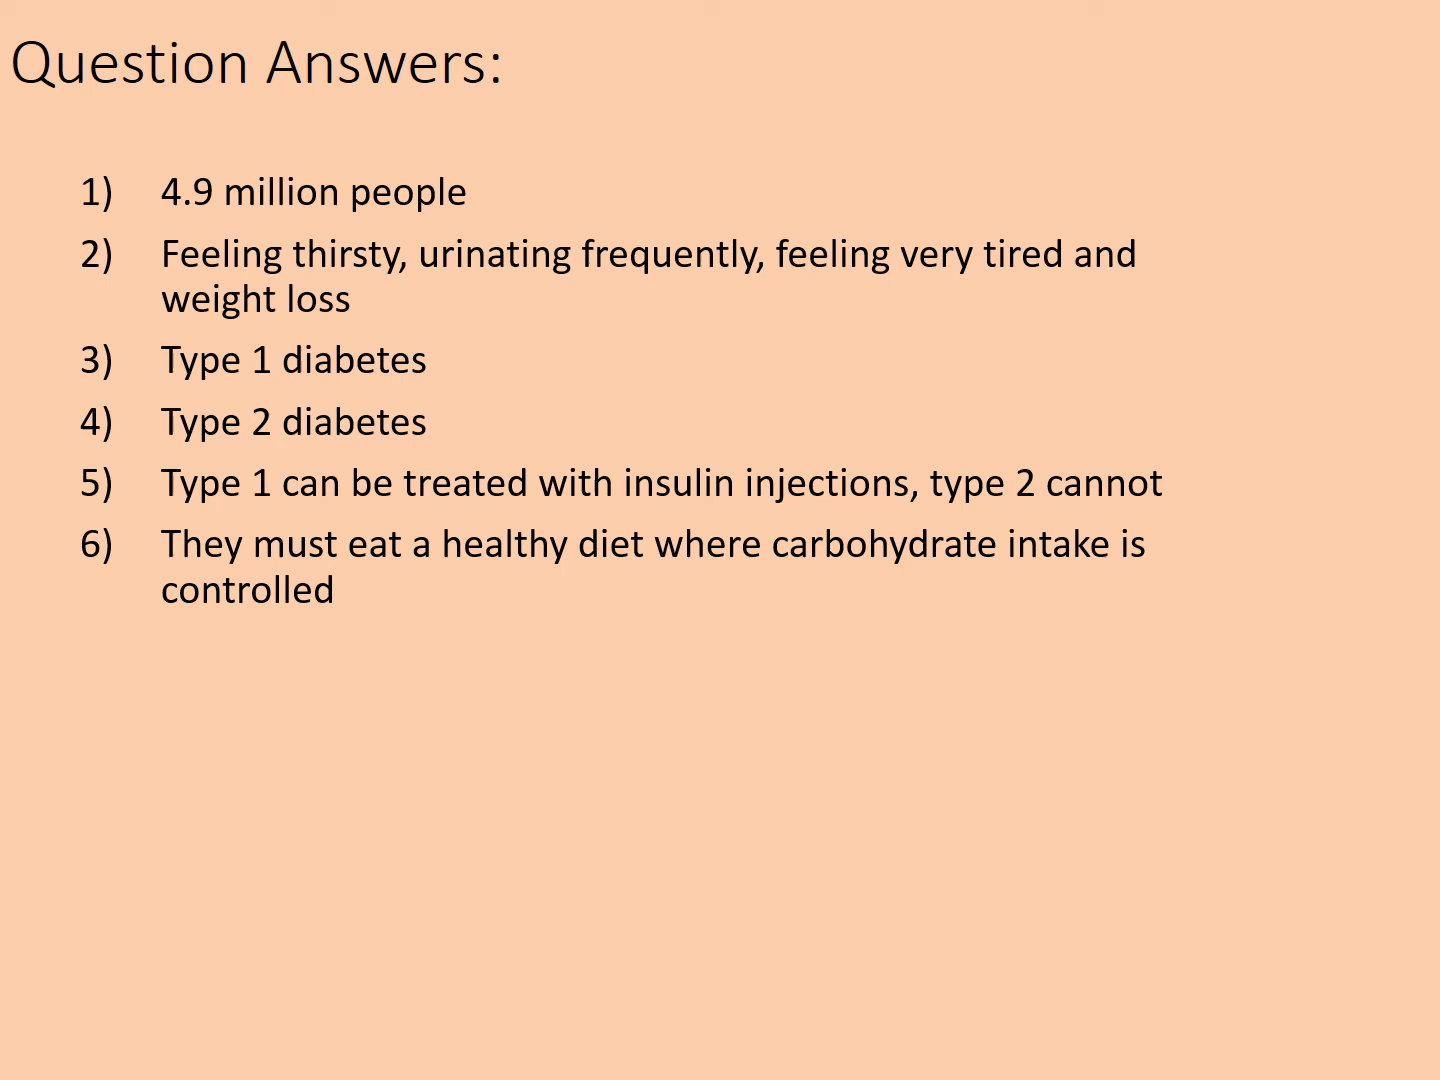 Question Answers:
1) 4.9 million people
2) Feeling thirsty, urinating frequently, feeling very tired and
weight loss
3) Type 1 diabetes
4) Type 2 diabetes
5) Type 1 can be treated with insulin injections, type 2 cannot
6) They must eat a healthy diet where carbohydrate intake is
controlled